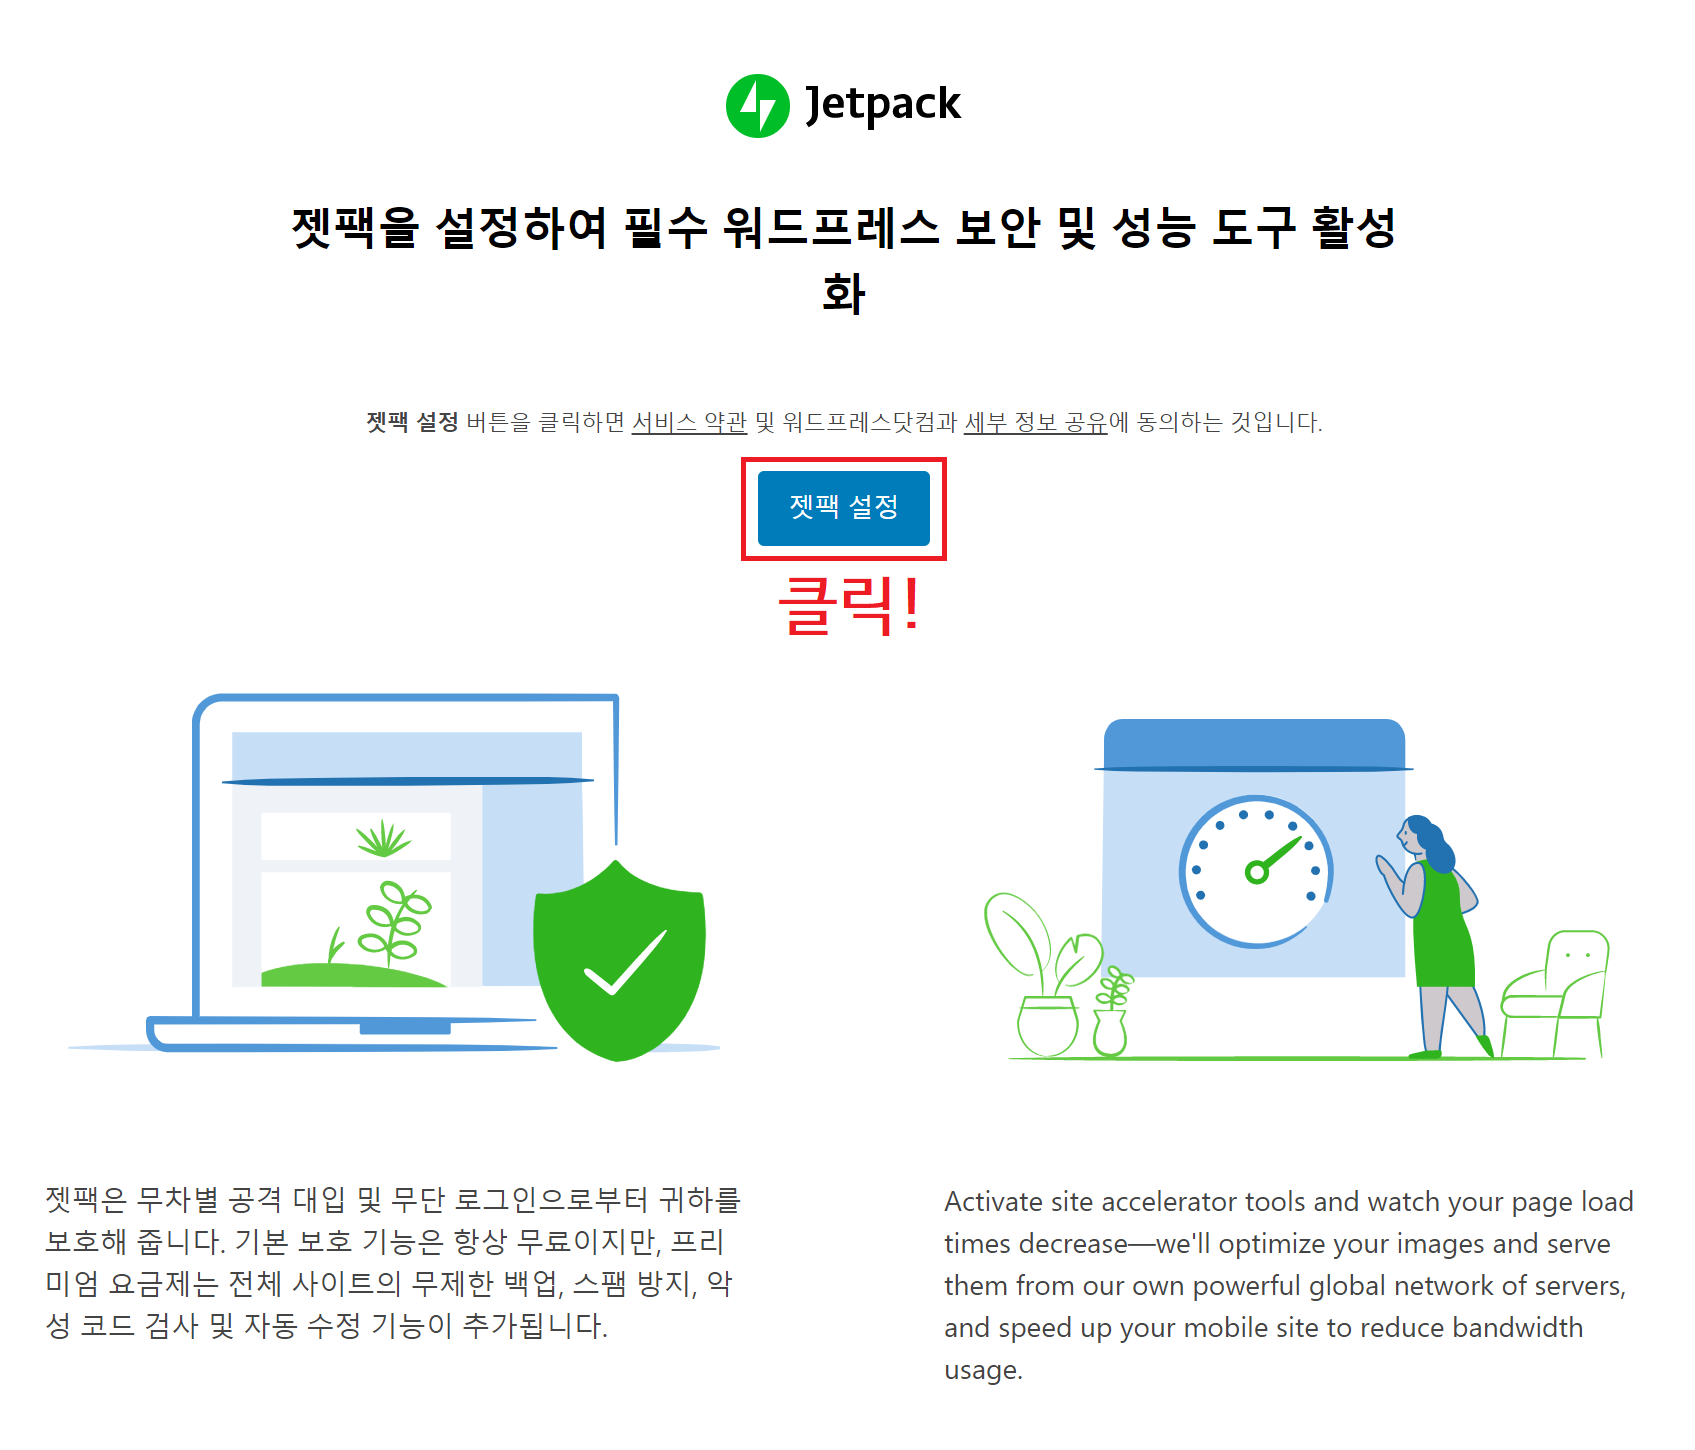 Jetpack
젯팩을 설정하여 필수 워드프레스 보안 및 성능 도구 활성
화
젯팩 설정 버튼을 클릭하면 서비스 약관 및 워드프레스닷컴과 세부 정보 공유에 동의하는 것입니다.
젯팩 설정
클릭!
젯팩은 무차별 공격 대입 및 무단 로그인으로부터 귀하를
보호해 줍니다. 기본 보호 기능은 항상 무료이지만, 프리
미엄 요금제는 전체 사이트의 무제한 백업, 스팸 방지, 악
성 코드 검사 및 자동 수정 기능이 추가됩니다.
Activate site accelerator tools and watch your page load
times decrease—we'll optimize your images and serve
them from our own powerful global network of servers,
and speed up your mobile site to reduce bandwidth
usage.